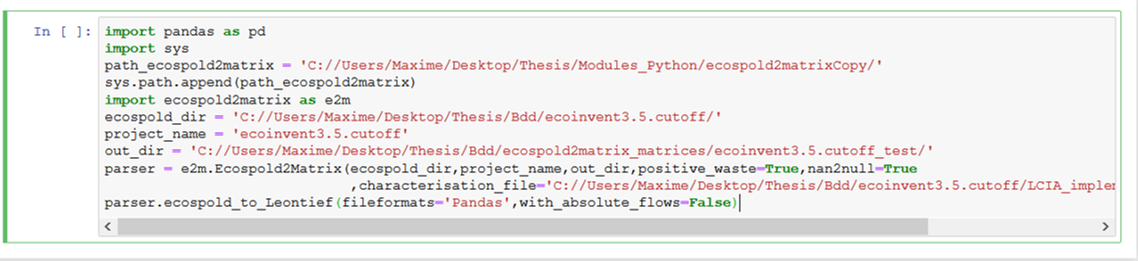 In [ ]: import pandas as pd
import sys
path_ecospold2matrix = 'C://Users/Maxime/Desktop/Thesis/Modules_Python/ecospold2matrixCopy/'
sys.path.append(path_ecospold2matrix)
import ecospold2matrix as e2m
ecospold_dir = 'C://Users/Maxime/Desktop/Thesis/Bdd/ecoinvent3.5.cutoff/'
project_name = 'ecoinvent3.5.cutoff'
out_dir = 'C://Users/Maxime/Desktop/Thesis/Bdd/ecospold2matrix_matrices/ecoinvent3.5.cutoff_test/'
parser = e2m.Ecospold2Matrix(ecospold_dir,project_name,out_dir,positive_waste=True,nan2null=True
,characterisation_file='C://Users/Maxime/Desktop/Thesis/Bdd/ecoinvent3.5.cutoff/LCIA_implem
parser.ecospold_to_Leontief(fileformats='Pandas',with_absolute_flows=False)